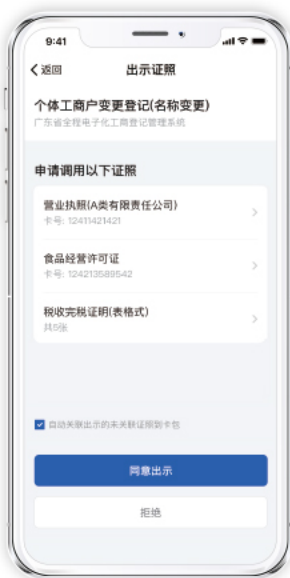 9:41
返回
出示证照
个体工商户变更登记(名称变更)
广东省全程电子化工商登记管理系统
申请调用以下证照
营业执照(A类有限责任公司)
卡号: 12411421421
食品经营许可证
卡号: 124213589542
税收完税证明(表格式)
共5张
自动关联出示的未关联证照到卡包
同意出示
拒绝